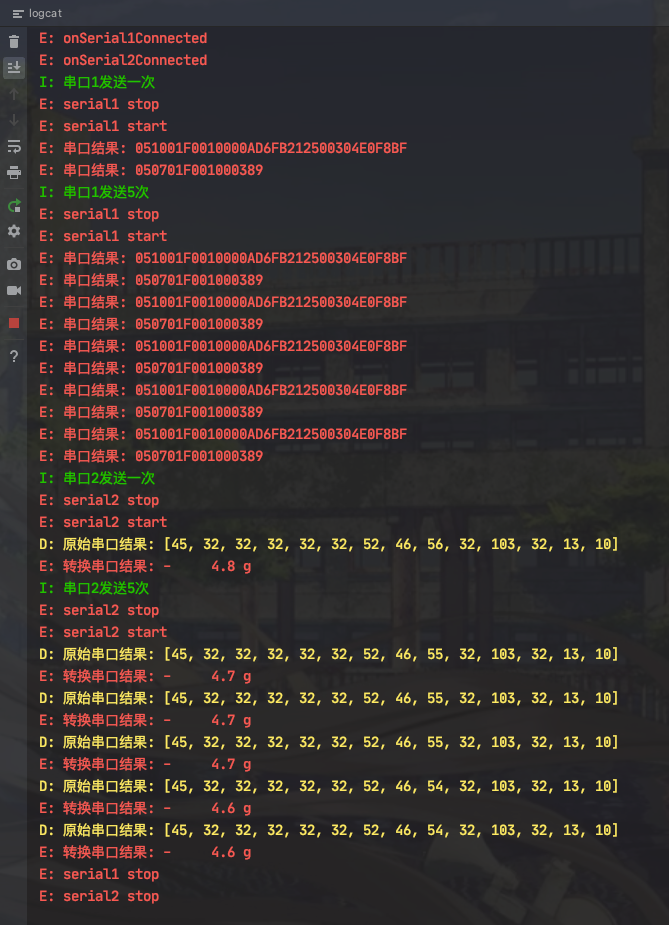 logcat
E: onSerial1Connected
E: onSerial2Connected
I: 串口1发送一次
E: serial1 stop
E: serial1 start
E: 串口结果: 051001F0010000AD6FB212500304E0F8BF
E: 串口结果: 050701F001000389
I: 串口1发送5次
E: serial1 stop
E: serial1 start
E: 串口结果: 051001F0010000AD6FB212500304E0F8BF
E: 串口结果: 050701F001000389
E: 串口结果: 051001F0010000AD6FB212500304E0F8BF
E: 串口结果: 050701F001000389
E: 串口结果: 051001F0010000AD6FB212500304E0F8BF
E: 串口结果: 050701F001000389
E: 串口结果: 051001F0010000AD6FB212500304E0F8BF
E: 串口结果: 050701F001000389
E: 串口结果: 051001F0010000AD6FB212500304E0F8BF
E: 串口结果: 050701F001000389
I: 串口2发送一次
E: serial2 stop
E: serial2 start
D: 原始串口结果: [45, 32, 32, 32, 32, 32, 52, 46, 56, 32, 103, 32, 13, 10]
E: 转换串口结果: -     4.8 g
I: 串口2发送5次
E: serial2 stop
E: serial2 start
D: 原始串口结果: [45, 32, 32, 32, 32, 32, 52, 46, 55, 32, 103, 32, 13, 10]
E: 转换串口结果: -     4.7 g
D: 原始串口结果: [45, 32, 32, 32, 32, 32, 52, 46, 55, 32, 103, 32, 13, 10]
E: 转换串口结果: -     4.7 g
D: 原始串口结果: [45, 32, 32, 32, 32, 32, 52, 46, 55, 32, 103, 32, 13, 10]
E: 转换串口结果: -     4.7 g
D: 原始串口结果: [45, 32, 32, 32, 32, 32, 52, 46, 54, 32, 103, 32, 13, 10]
E: 转换串口结果: -     4.6 g
D: 原始串口结果: [45, 32, 32, 32, 32, 32, 52, 46, 54, 32, 103, 32, 13, 10]
E: 转换串口结果: -     4.6 g
E: serial1 stop
E: serial2 stop